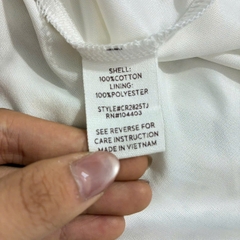 SHELL:
100%COTTON
LINING:
100%POLYESTER
STYLE#CR2825TJ
RN#104403
SEE REVERSE FOR
CARE INSTRUCTION
MADE IN VIETNAM